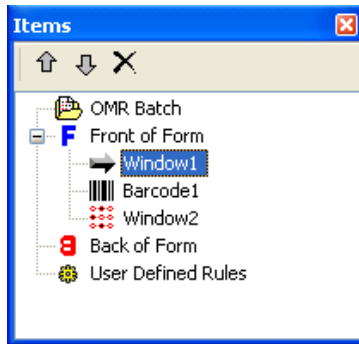 Items
OMR Batch
F Front of Form
Window1
Barcode1
Window2
Back of Form
User Defined Rules